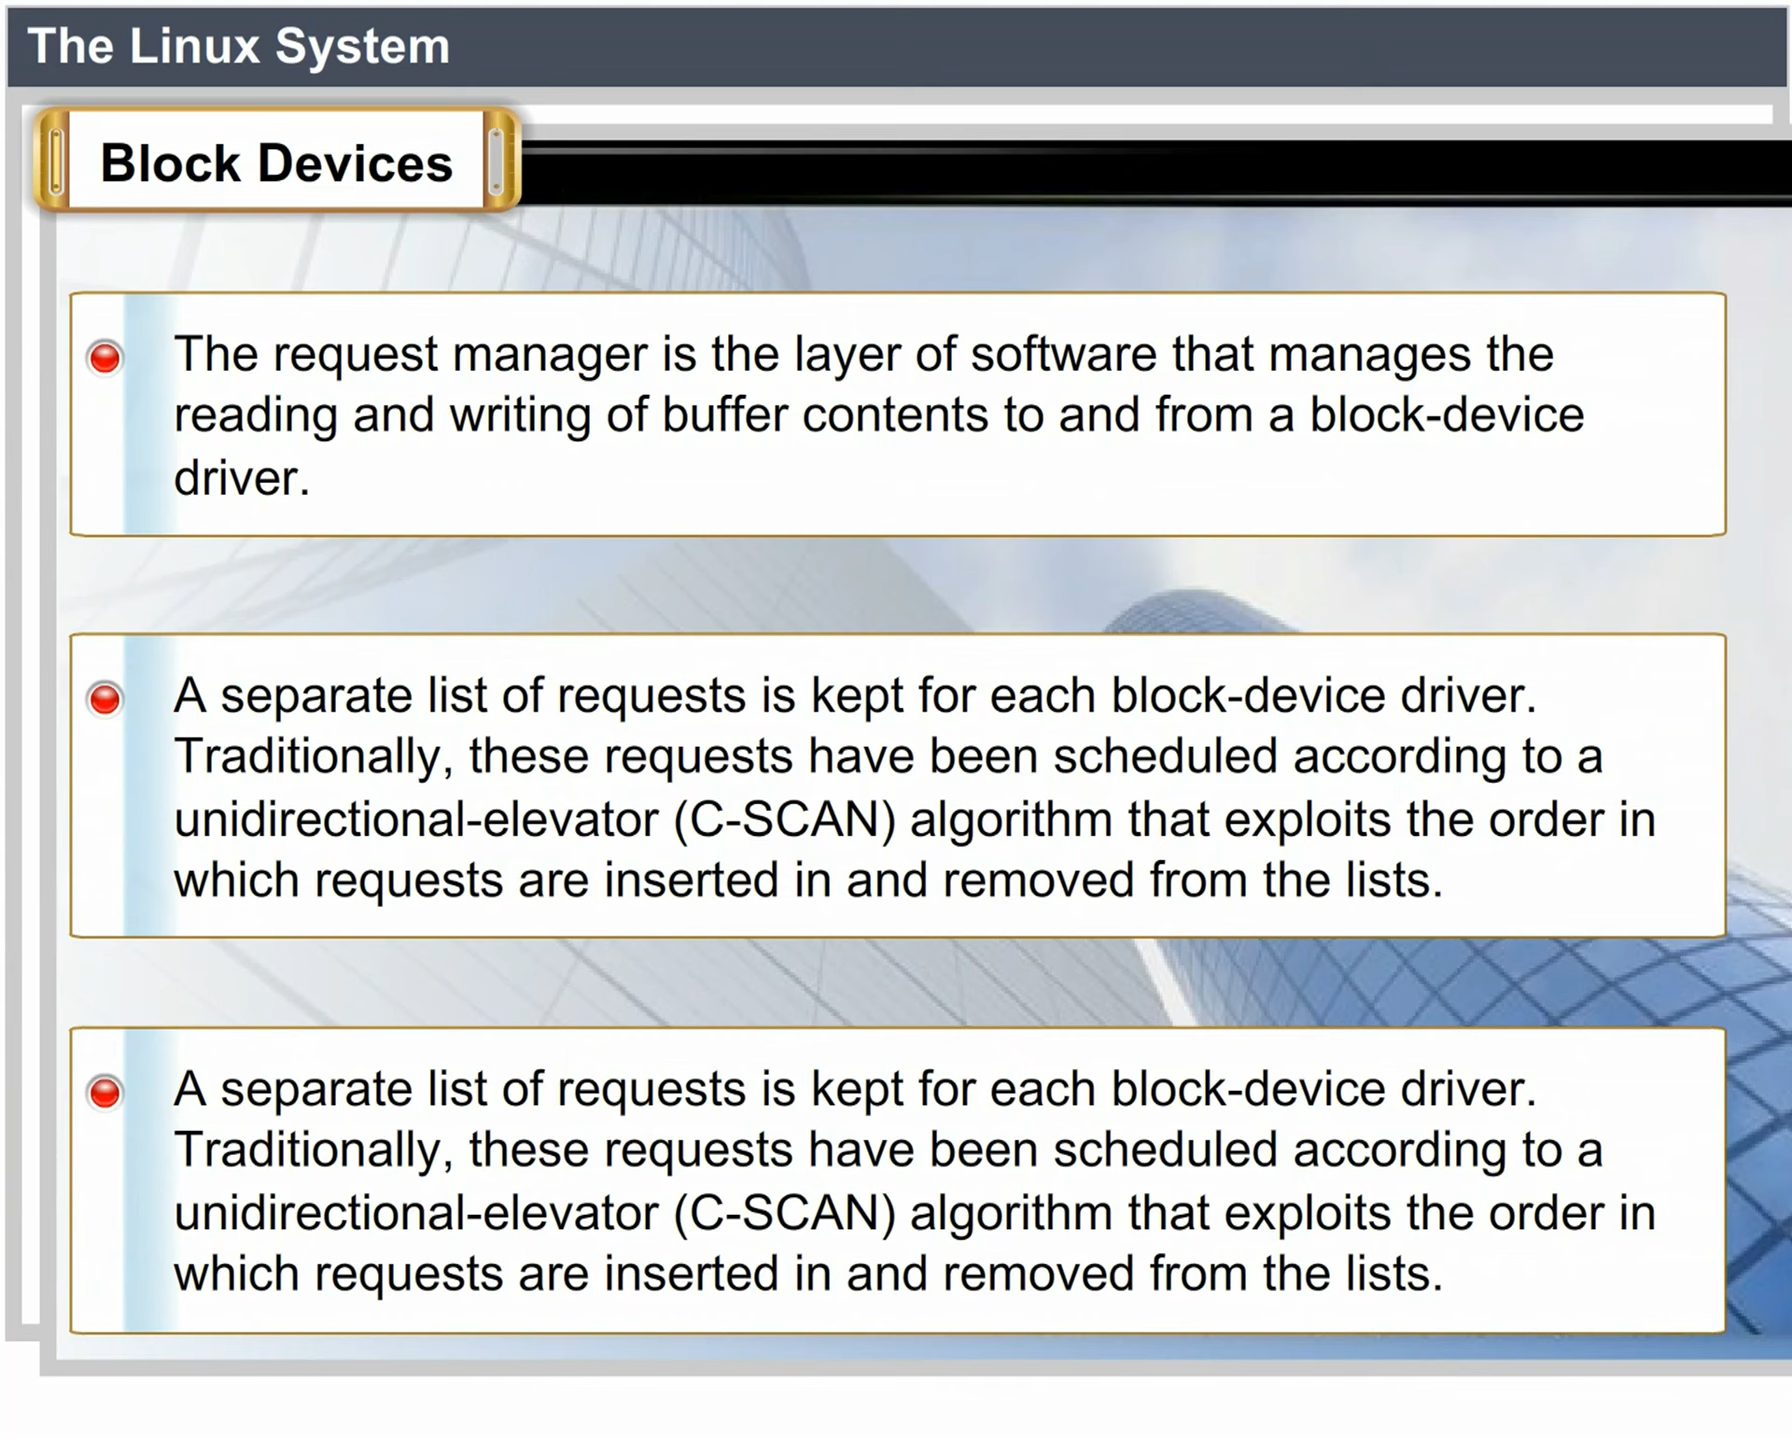 The Linux System
Block Devices
The request manager is the layer of software that manages the
reading and writing of buffer contents to and from a block-device
driver.
A separate list of requests is kept for each block-device driver.
Traditionally, these requests have been scheduled according to a
unidirectional-elevator (C-SCAN) algorithm that exploits the order in
which requests are inserted in and removed from the lists.
A separate list of requests is kept for each block-device driver.
Traditionally, these requests have been scheduled according to a
unidirectional-elevator (C-SCAN) algorithm that exploits the order in
which requests are inserted in and removed from the lists.